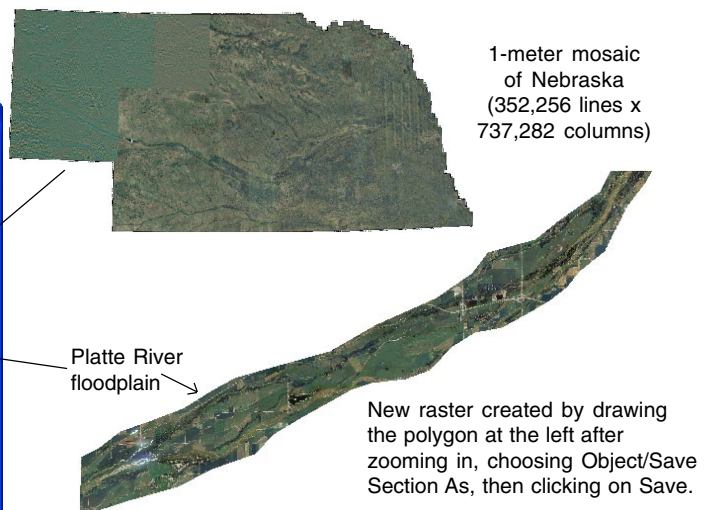 1-meter mosaic
of Nebraska
(352,256 lines x
737,282 columns)
Platte River
floodplain
New raster created by drawing
the polygon at the left after
zooming in, choosing Object/Save
Section As, then clicking on Save.